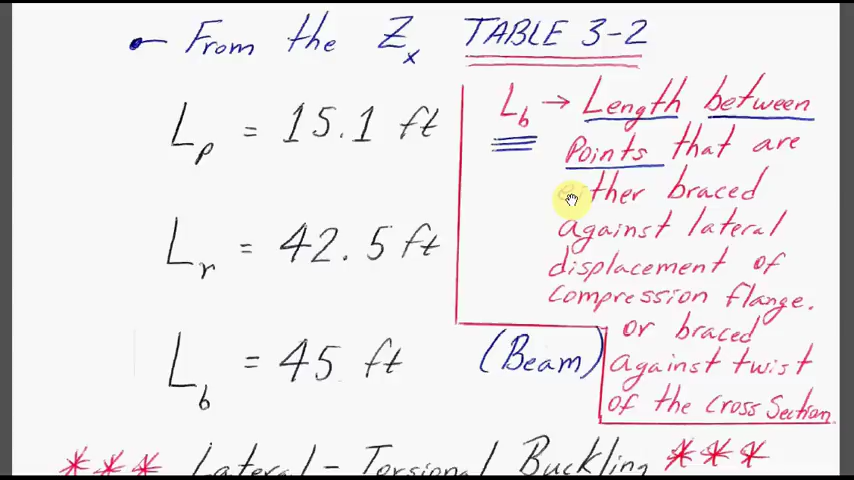 From the Zx TABLE 3-2
Lp = 15.1 ft
Lr = 42.5 ft
Lb = 45 ft (Beam)
Lb → Length between
Points that are
either braced
against lateral
displacement of
compression flange.
or braced
against twist
of the cross Section.
*** Lateral-Torsional Buckling ***